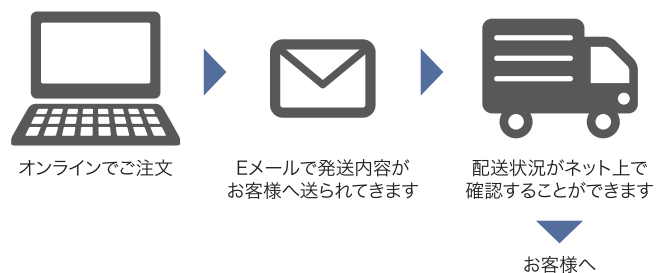 オンラインでご注文
Eメールで発送内容が
お客様へ送られてきます
配送状況がネット上で
確認することができます
お客様へ